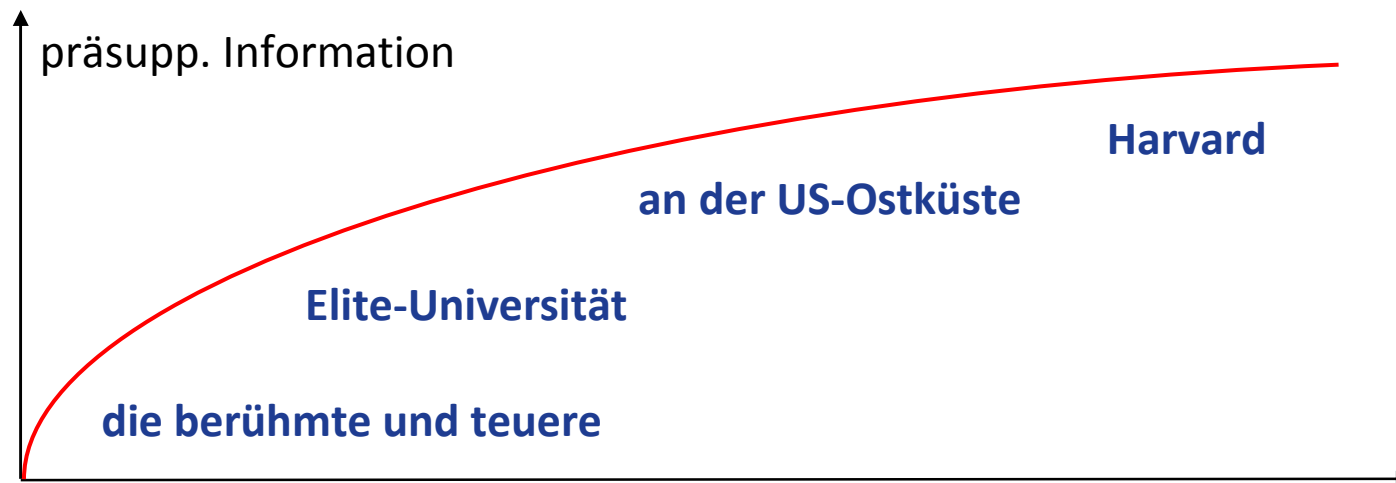 präsupp. Information
Harvard
an der US-Ostküste
Elite-Universität
die berühmte und teuere